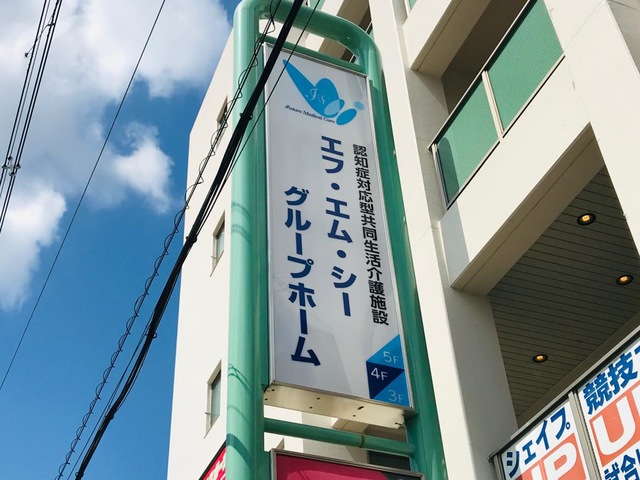 Future Medical Care
認知症対応型共同生活介護施設
エフ・エム・シー
グループホーム
5F
4F
3F
シェイプ
UP
競技
UP
試合